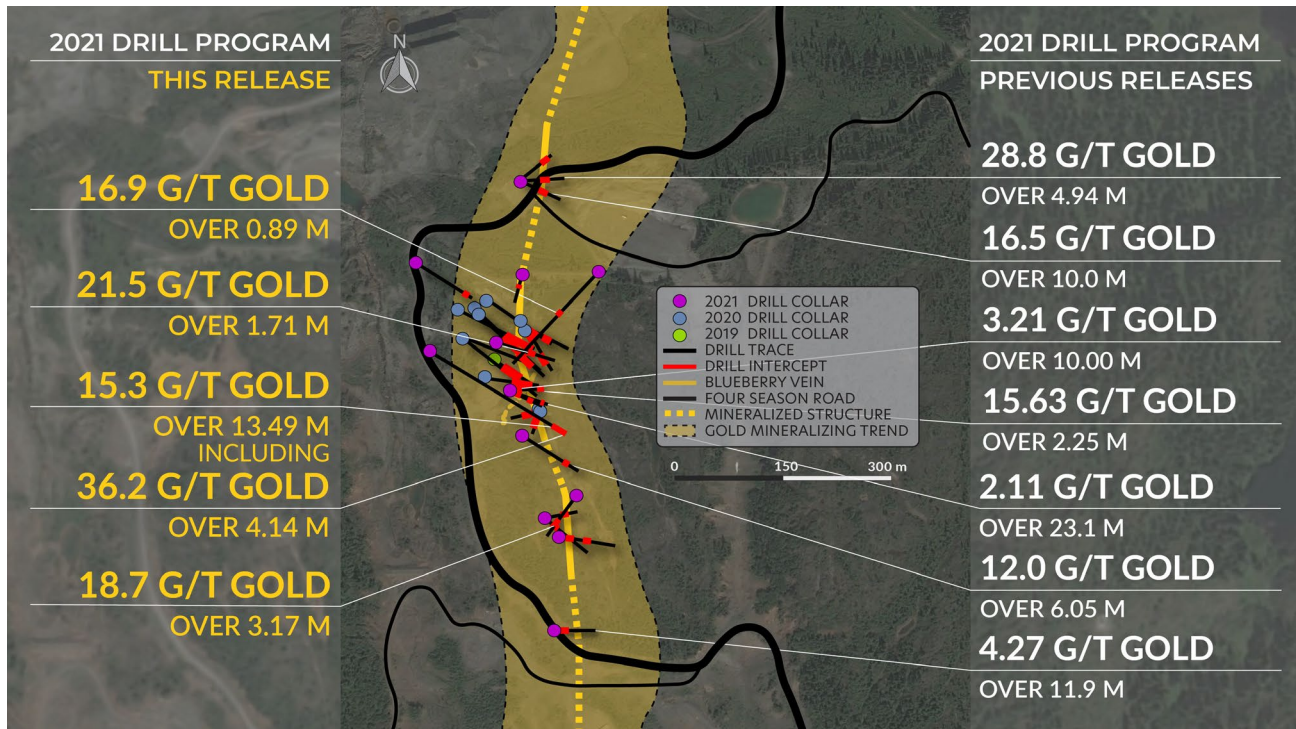 2021 DRILL PROGRAM
THIS RELEASE
16.9 G/T GOLD
OVER 0.89 M
21.5 G/T GOLD
OVER 1.71 M
15.3 G/T GOLD
OVER 13.49 M
INCLUDING
36.2 G/T GOLD
OVER 4.14 M
18.7 G/T GOLD
OVER 3.17 M
N
2021 DRILL COLLAR
2020 DRILL COLLAR
2019 DRILL COLLAR
DRILL TRACE
DRILL INTERCEPT
BLUEBERRY VEIN
FOUR SEASON ROAD
MINERALIZED STRUCTURE
GOLD MINERALIZING TREND
0 150 300 m
2021 DRILL PROGRAM
PREVIOUS RELEASES
28.8 G/T GOLD
OVER 4.94 M
16.5 G/T GOLD
OVER 10.0 M
3.21 G/T GOLD
OVER 10.00 M
15.63 G/T GOLD
OVER 2.25 M
2.11 G/T GOLD
OVER 23.1 M
12.0 G/T GOLD
OVER 6.05 M
4.27 G/T GOLD
OVER 11.9 M